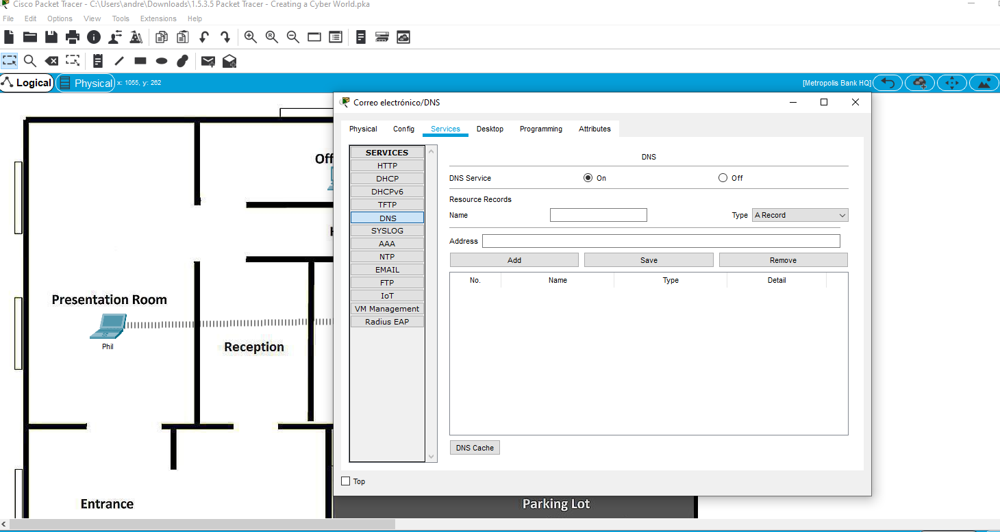 Cisco Packet Tracer - C:\Users\andre\Downloads\1.5.3.5 Packet Tracer - Creating a Cyber World.pka
File Edit Options View Tools Extensions Help
Logical Physical x: 1055, y: 262 [Metropolis Bank HQ]
Correo electrónico/DNS
Physical Config Services Desktop Programming Attributes
SERVICES
HTTP
DHCP
DHCPv6
TFTP
DNS
SYSLOG
AAA
NTP
EMAIL
FTP
IoT
VM Management
Radius EAP
DNS
DNS Service On Off
Resource Records
Name Type A Record
Address
Add Save Remove
No. Name Type Detail
DNS Cache
Top
Presentation Room
Phil
Reception
Entrance
Parking Lot